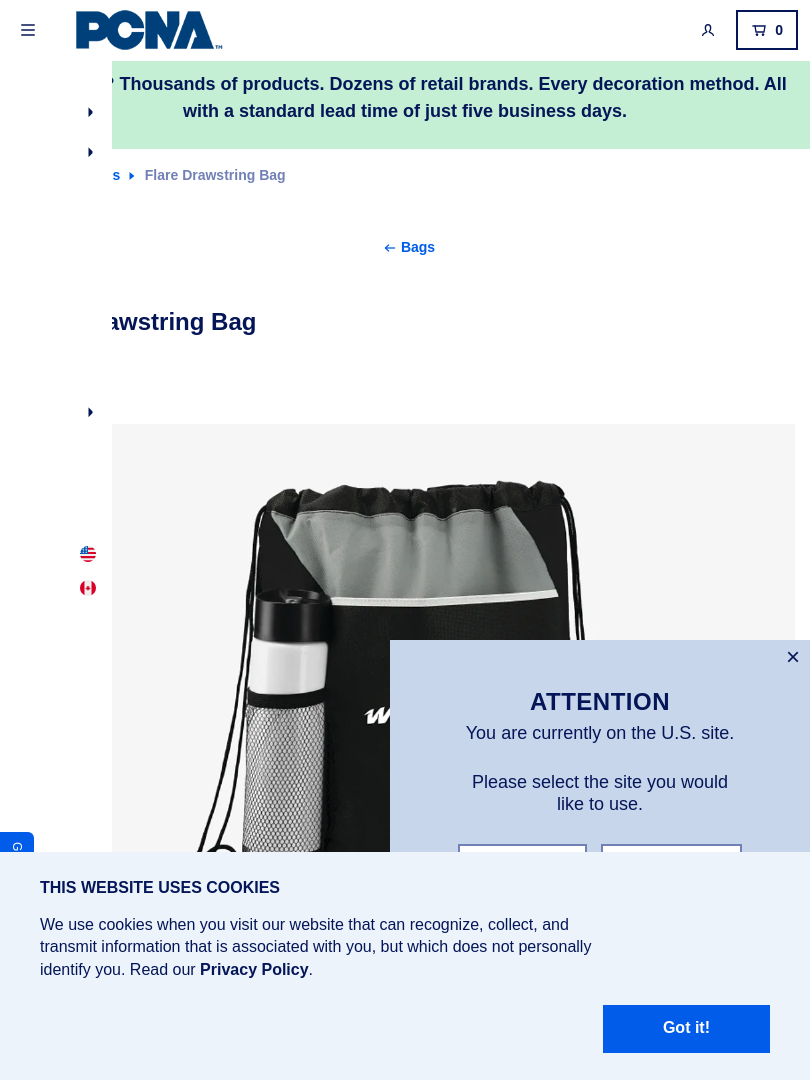 PCNA™
0
? Thousands of products. Dozens of retail brands. Every decoration method. All
with a standard lead time of just five business days.
s Flare Drawstring Bag
Bags
awstring Bag
ATTENTION
You are currently on the U.S. site.
Please select the site you would
like to use.
G
THIS WEBSITE USES COOKIES
We use cookies when you visit our website that can recognize, collect, and
transmit information that is associated with you, but which does not personally
identify you. Read our Privacy Policy.
Got it!